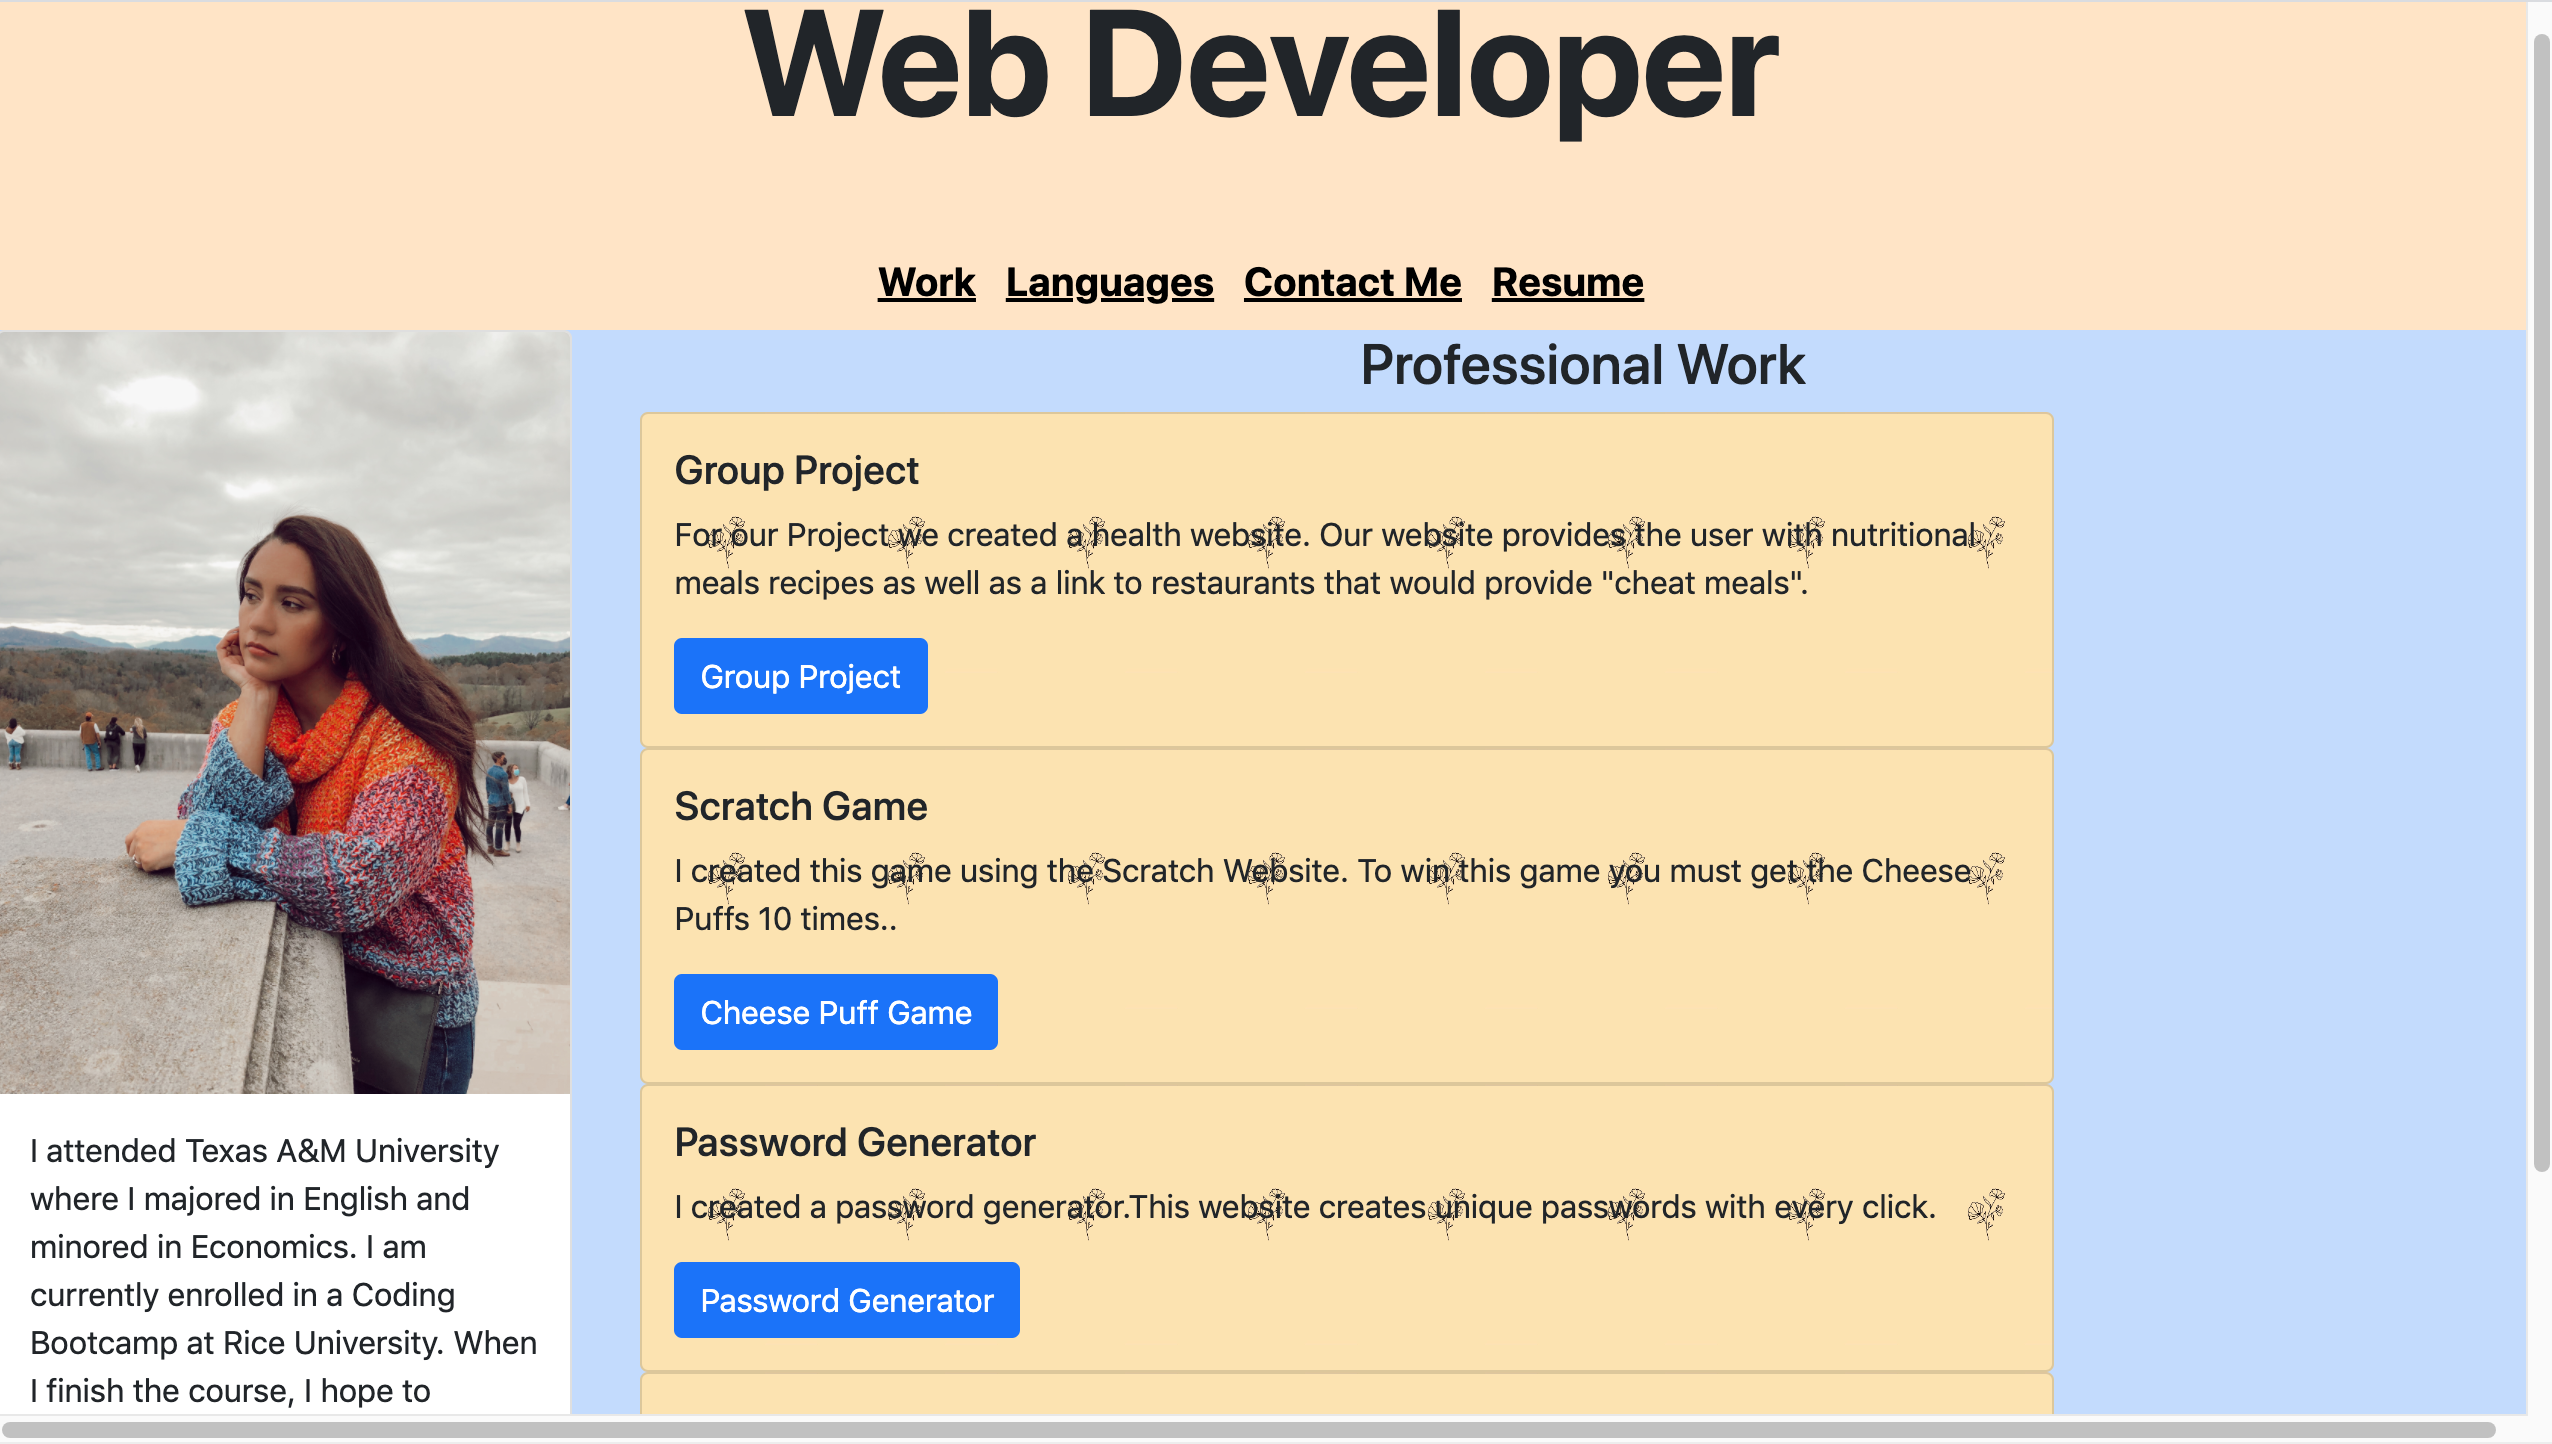 Web Developer
Work Languages Contact Me Resume
Professional Work
Group Project
For our Project we created a health website. Our website provides the user with nutritional
meals recipes as well as a link to restaurants that would provide "cheat meals".
Group Project
Scratch Game
I created this game using the Scratch Website. To win this game you must get the Cheese
Puffs 10 times..
Cheese Puff Game
Password Generator
I created a password generator.This website creates unique passwords with every click.
Password Generator
I attended Texas A&M University
where I majored in English and
minored in Economics. I am
currently enrolled in a Coding
Bootcamp at Rice University. When
I finish the course, I hope to